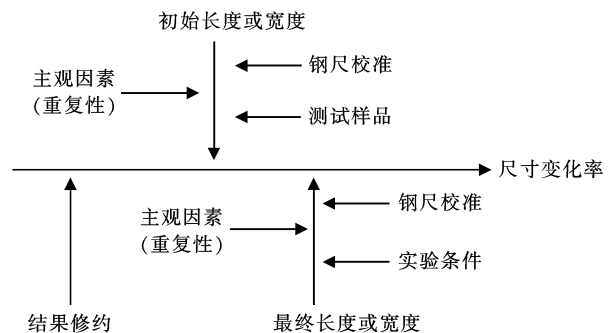 初始长度或宽度
主观因素
(重复性)
钢尺校准
测试样品
尺寸变化率
主观因素
(重复性)
钢尺校准
实验条件
结果修约
最终长度或宽度